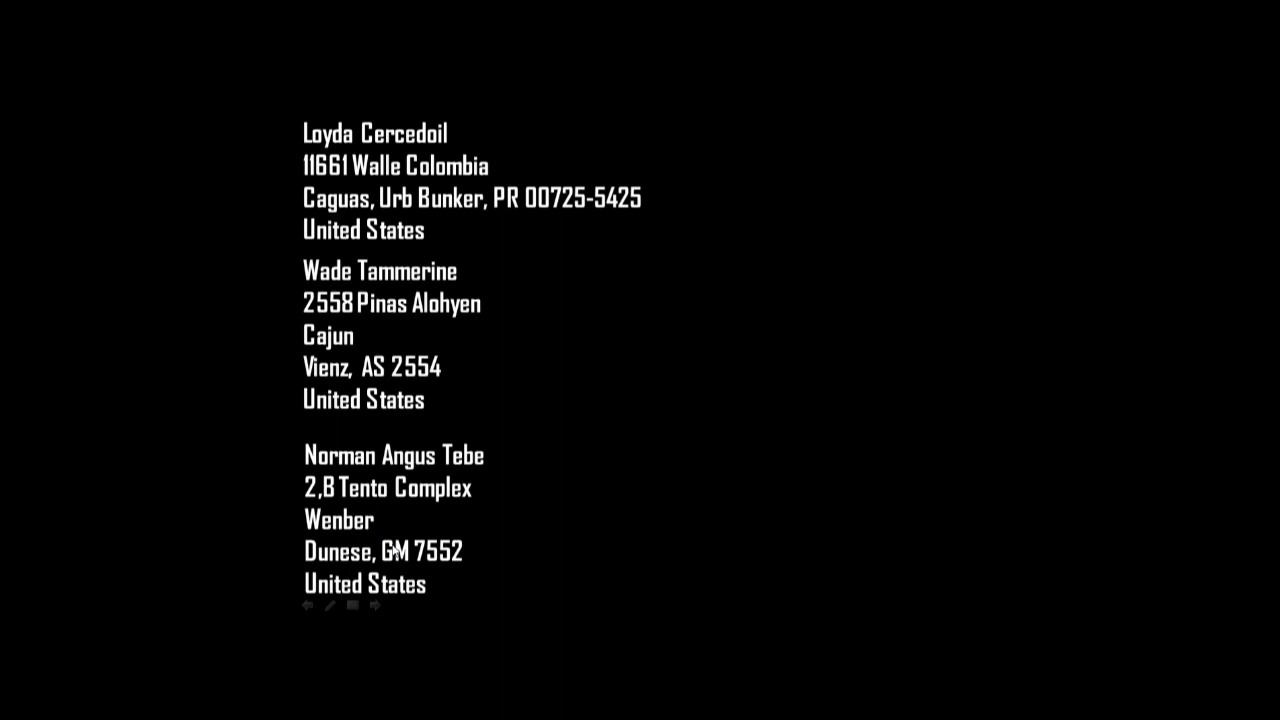 Loyda Cercedoil
11661 Walle Colombia
Caguas, Urb Bunker, PR 00725-5425
United States
Wade Tammerine
2558 Pinas Alohyen
Cajun
Vienz, AS 2554
United States
Norman Angus Tebe
2,B Tento Complex
Wenber
Dunese, GM 7552
United States